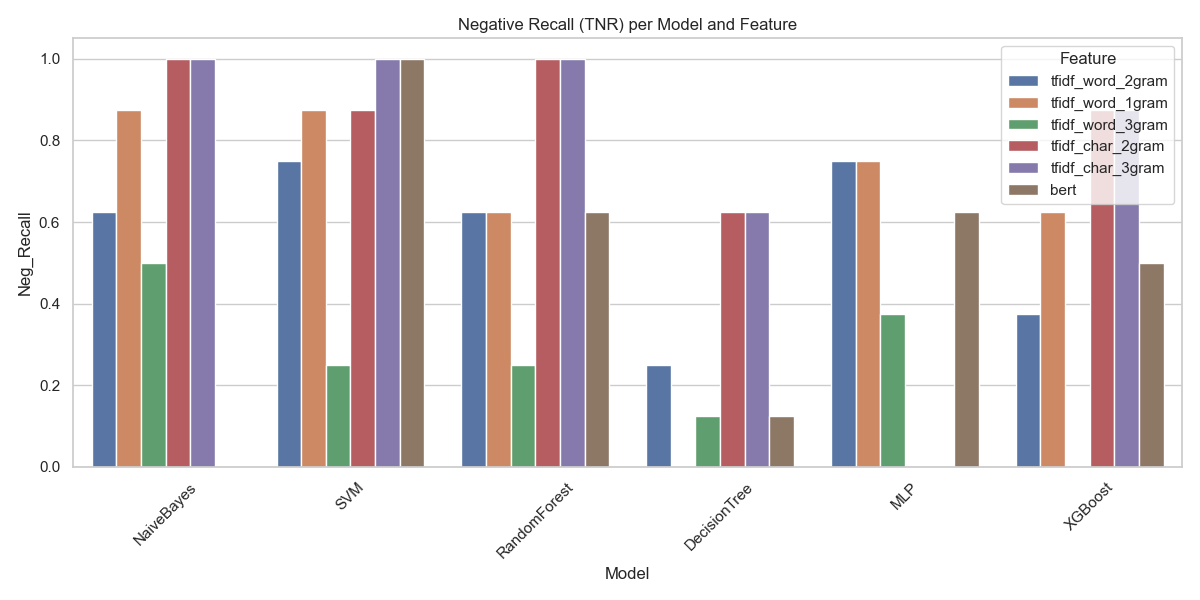 Negative Recall (TNR) per Model and Feature
Neg_Recall
1.0
0.8
0.6
0.4
0.2
0.0
Feature
tfidf_word_2gram
tfidf_word_1gram
tfidf_word_3gram
tfidf_char_2gram
tfidf_char_3gram
bert
NaiveBayes
SVM
RandomForest
DecisionTree
MLP
XGBoost
Model